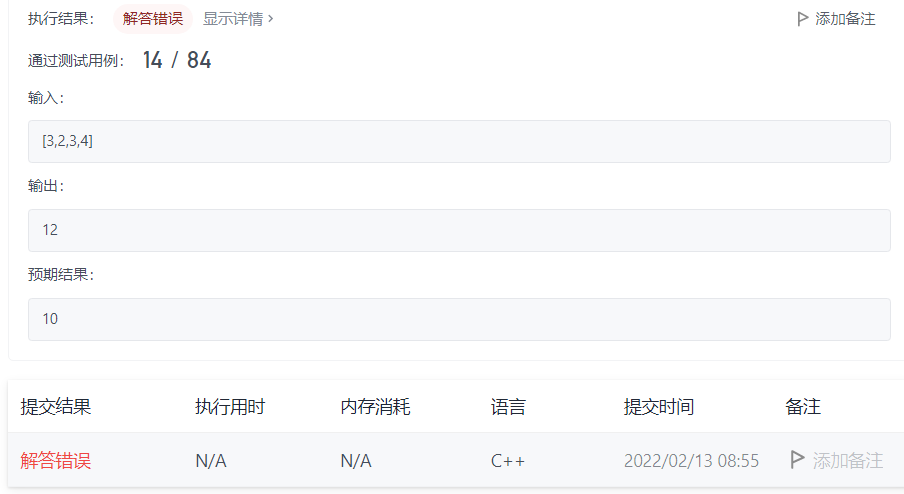 执行结果： 解答错误 显示详情 › 添加备注
通过测试用例： 14 / 84
输入：
[3,2,3,4]
输出：
12
预期结果：
10
提交结果 执行用时 内存消耗 语言 提交时间 备注
解答错误 N/A N/A C++ 2022/02/13 08:55 添加备注